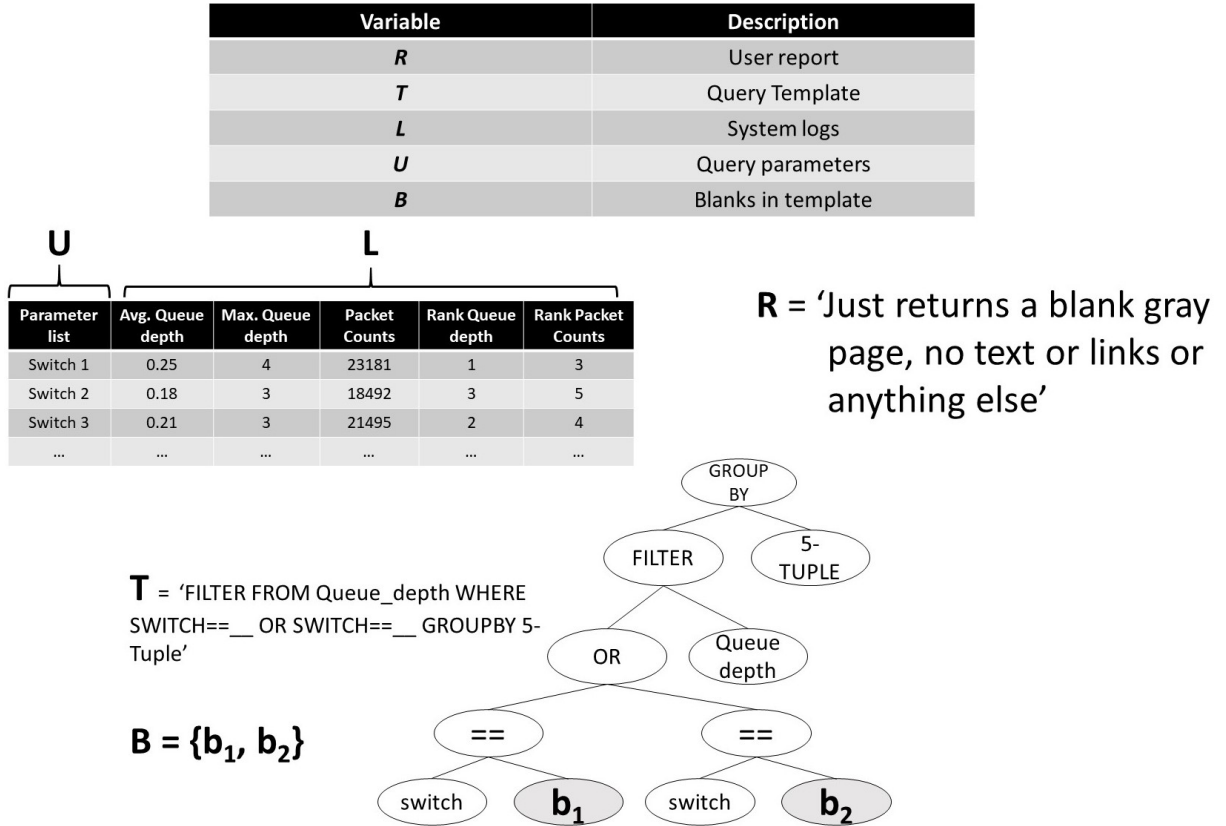 Variable Description
R User report
T Query Template
L System logs
U Query parameters
B Blanks in template
U L
Parameter list Avg. Queue depth Max. Queue depth Packet Counts Rank Queue depth Rank Packet Counts
Switch 1 0.25 4 23181 1 3
Switch 2 0.18 3 18492 3 5
Switch 3 0.21 3 21495 2 4
... ... ... ... ... ...
R = ‘Just returns a blank gray
page, no text or links or
anything else’
T = ‘FILTER FROM Queue_depth WHERE
SWITCH==__ OR SWITCH==__ GROUPBY 5-
Tuple’
B = {b₁, b₂}
GROUP
BY
FILTER
5-
TUPLE
OR
Queue
depth
==
==
switch
b₁
switch
b₂